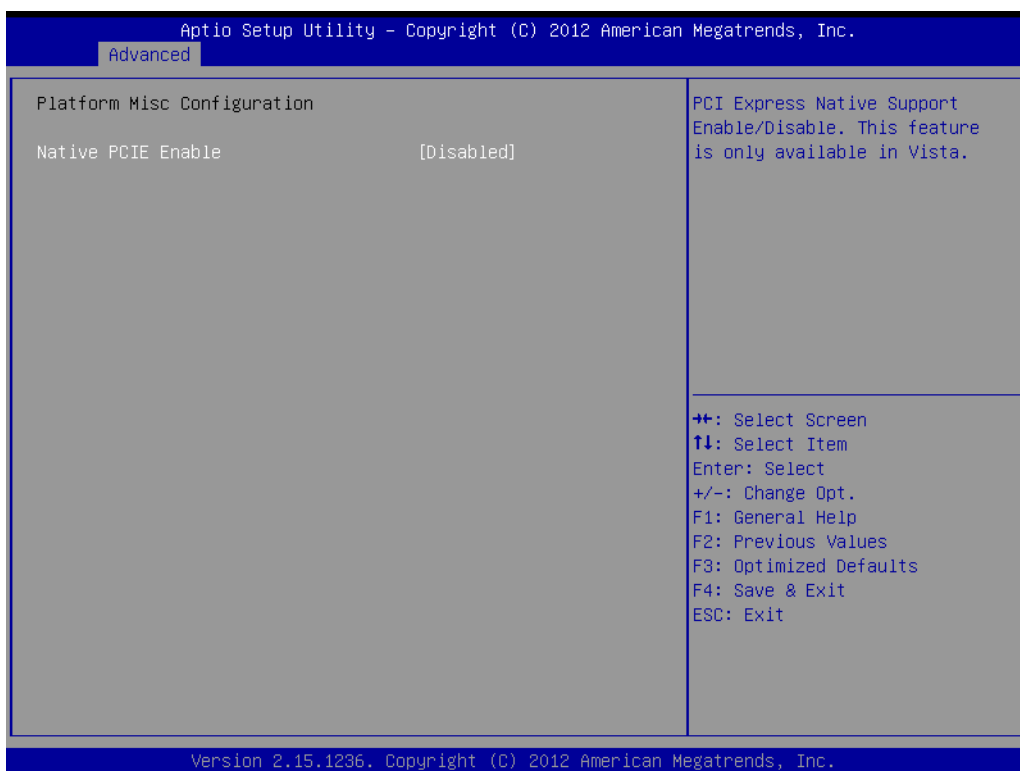 Aptio Setup Utility – Copyright (C) 2012 American Megatrends, Inc.
Advanced
Platform Misc Configuration
Native PCIE Enable [Disabled]
PCI Express Native Support
Enable/Disable. This feature
is only available in Vista.
→←: Select Screen
↑↓: Select Item
Enter: Select
+/-: Change Opt.
F1: General Help
F2: Previous Values
F3: Optimized Defaults
F4: Save & Exit
ESC: Exit
Version 2.15.1236. Copyright (C) 2012 American Megatrends, Inc.